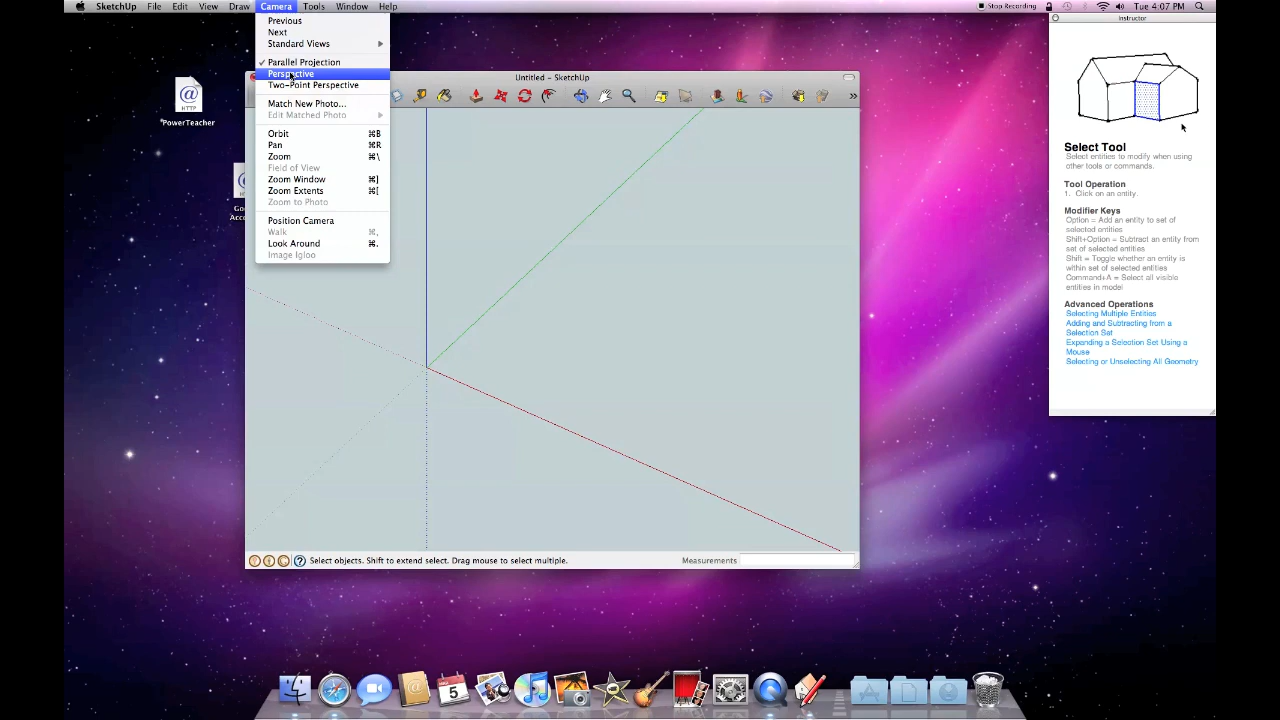 SketchUp File Edit View Draw Camera Tools Window Help Stop Recording Tue 4:07 PM
Previous
Next
Standard Views
✓ Parallel Projection
Perspective
Two-Point Perspective
Match New Photo...
Edit Matched Photo
Orbit ⌘B
Pan ⌘R
Zoom ⌘\
Field of View
Zoom Window ⌘]
Zoom Extents ⌘[
Zoom to Photo
Position Camera
Walk ⌘,
Look Around ⌘.
Image Igloo
HTTP
PowerTeacher
Go
Acce
Untitled - SketchUp
»
Select objects. Shift to extend select. Drag mouse to select multiple.
Measurements
Instructor
Select Tool
Select entities to modify when using
other tools or commands.
Tool Operation
1. Click on an entity.
Modifier Keys
Option = Add an entity to set of
selected entities
Shift+Option = Subtract an entity from
set of selected entities
Shift = Toggle whether an entity is
within set of selected entities
Command+A = Select all visible
entities in model
Advanced Operations
Selecting Multiple Entities
Adding and Subtracting from a
Selection Set
Expanding a Selection Set Using a
Mouse
Selecting or Unselecting All Geometry
5